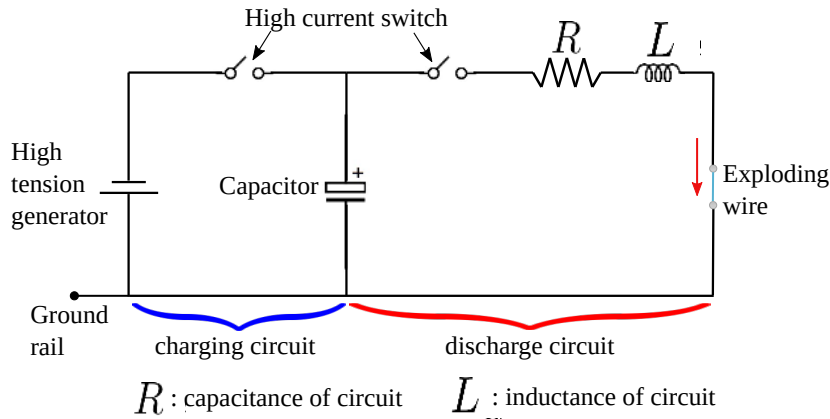 High current switch
R
L
High
tension
generator
Capacitor
+
Exploding
wire
Ground
rail
charging circuit
discharge circuit
R : capacitance of circuit
L : inductance of circuit